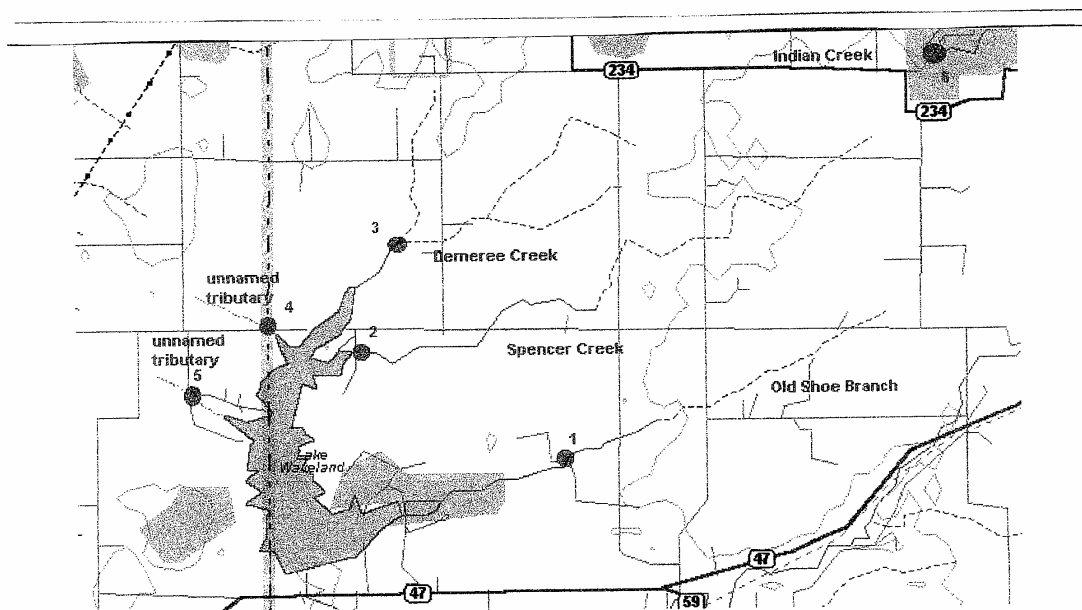 Indian Creek
234
6
234
3
Demeree Creek
unnamed
tributary
4
unnamed
tributary
2
Spencer Creek
5
Old Shoe Branch
1
Lake
Wakeland
47
47
59